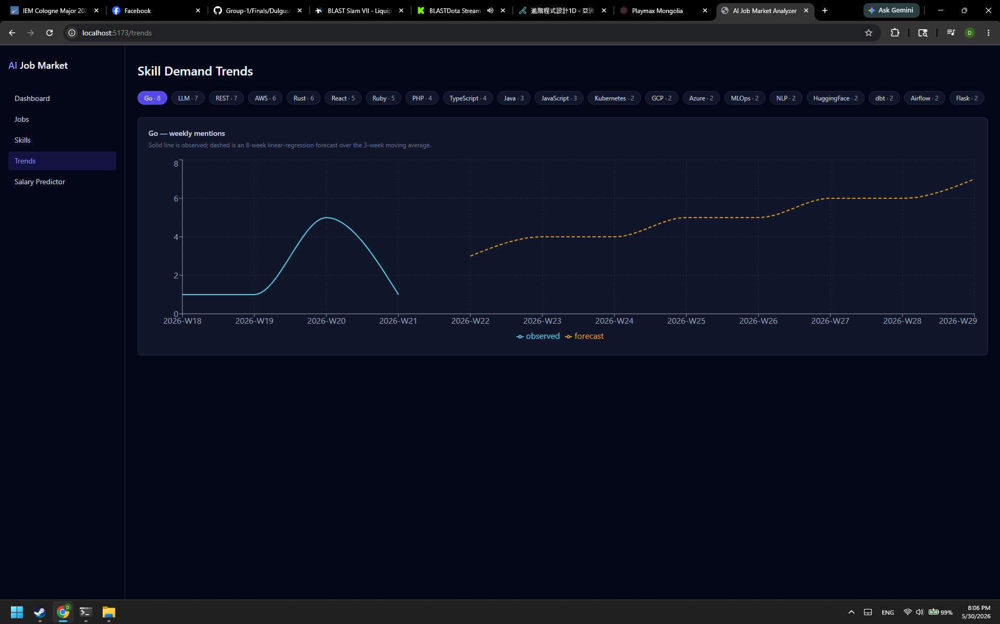 IEM Cologne Major 202
Facebook
Group-1/Finals/Dulguu
BLAST Slam VII - Liquip
BLASTDota Stream
進階程式設計1D - 亞洲
Playmax Mongolia
AI Job Market Analyzer
Ask Gemini
localhost:5173/trends
D
AI Job Market
Dashboard
Jobs
Skills
Trends
Salary Predictor
Skill Demand Trends
Go · 8 LLM · 7 REST · 7 AWS · 6 Rust · 6 React · 5 Ruby · 5 PHP · 4 TypeScript · 4 Java · 3 JavaScript · 3 Kubernetes · 2 GCP · 2 Azure · 2 MLOps · 2 NLP · 2 HuggingFace · 2 dbt · 2 Airflow · 2 Flask · 2
Go — weekly mentions
Solid line is observed; dashed is an 8-week linear-regression forecast over the 3-week moving average.
8
6
4
2
0
2026-W18 2026-W19 2026-W20 2026-W21 2026-W22 2026-W23 2026-W24 2026-W25 2026-W26 2026-W27 2026-W28 2026-W29
observed forecast
D
ENG
99%
8:06 PM
5/30/2026